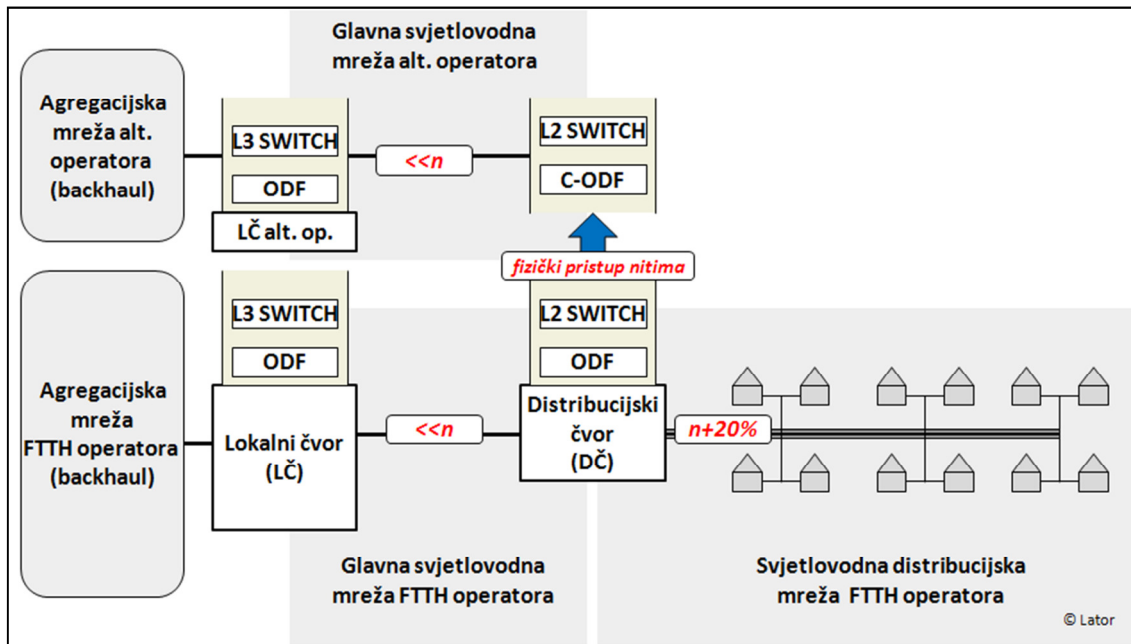 Glavna svjetlovodna
mreža alt. operatora
Agregacijska
mreža alt.
operatora
(backhaul)
L3 SWITCH
ODF
LČ alt. op.
<<n
L2 SWITCH
C-ODF
fizički pristup nitima
Agregacijska
mreža
FTTH operatora
(backhaul)
L3 SWITCH
ODF
Lokalni čvor
(LČ)
<<n
L2 SWITCH
ODF
Distribucijski
čvor
(DČ)
n+20%
Glavna svjetlovodna
mreža FTTH operatora
Svjetlovodna distribucijska
mreža FTTH operatora
© Lator